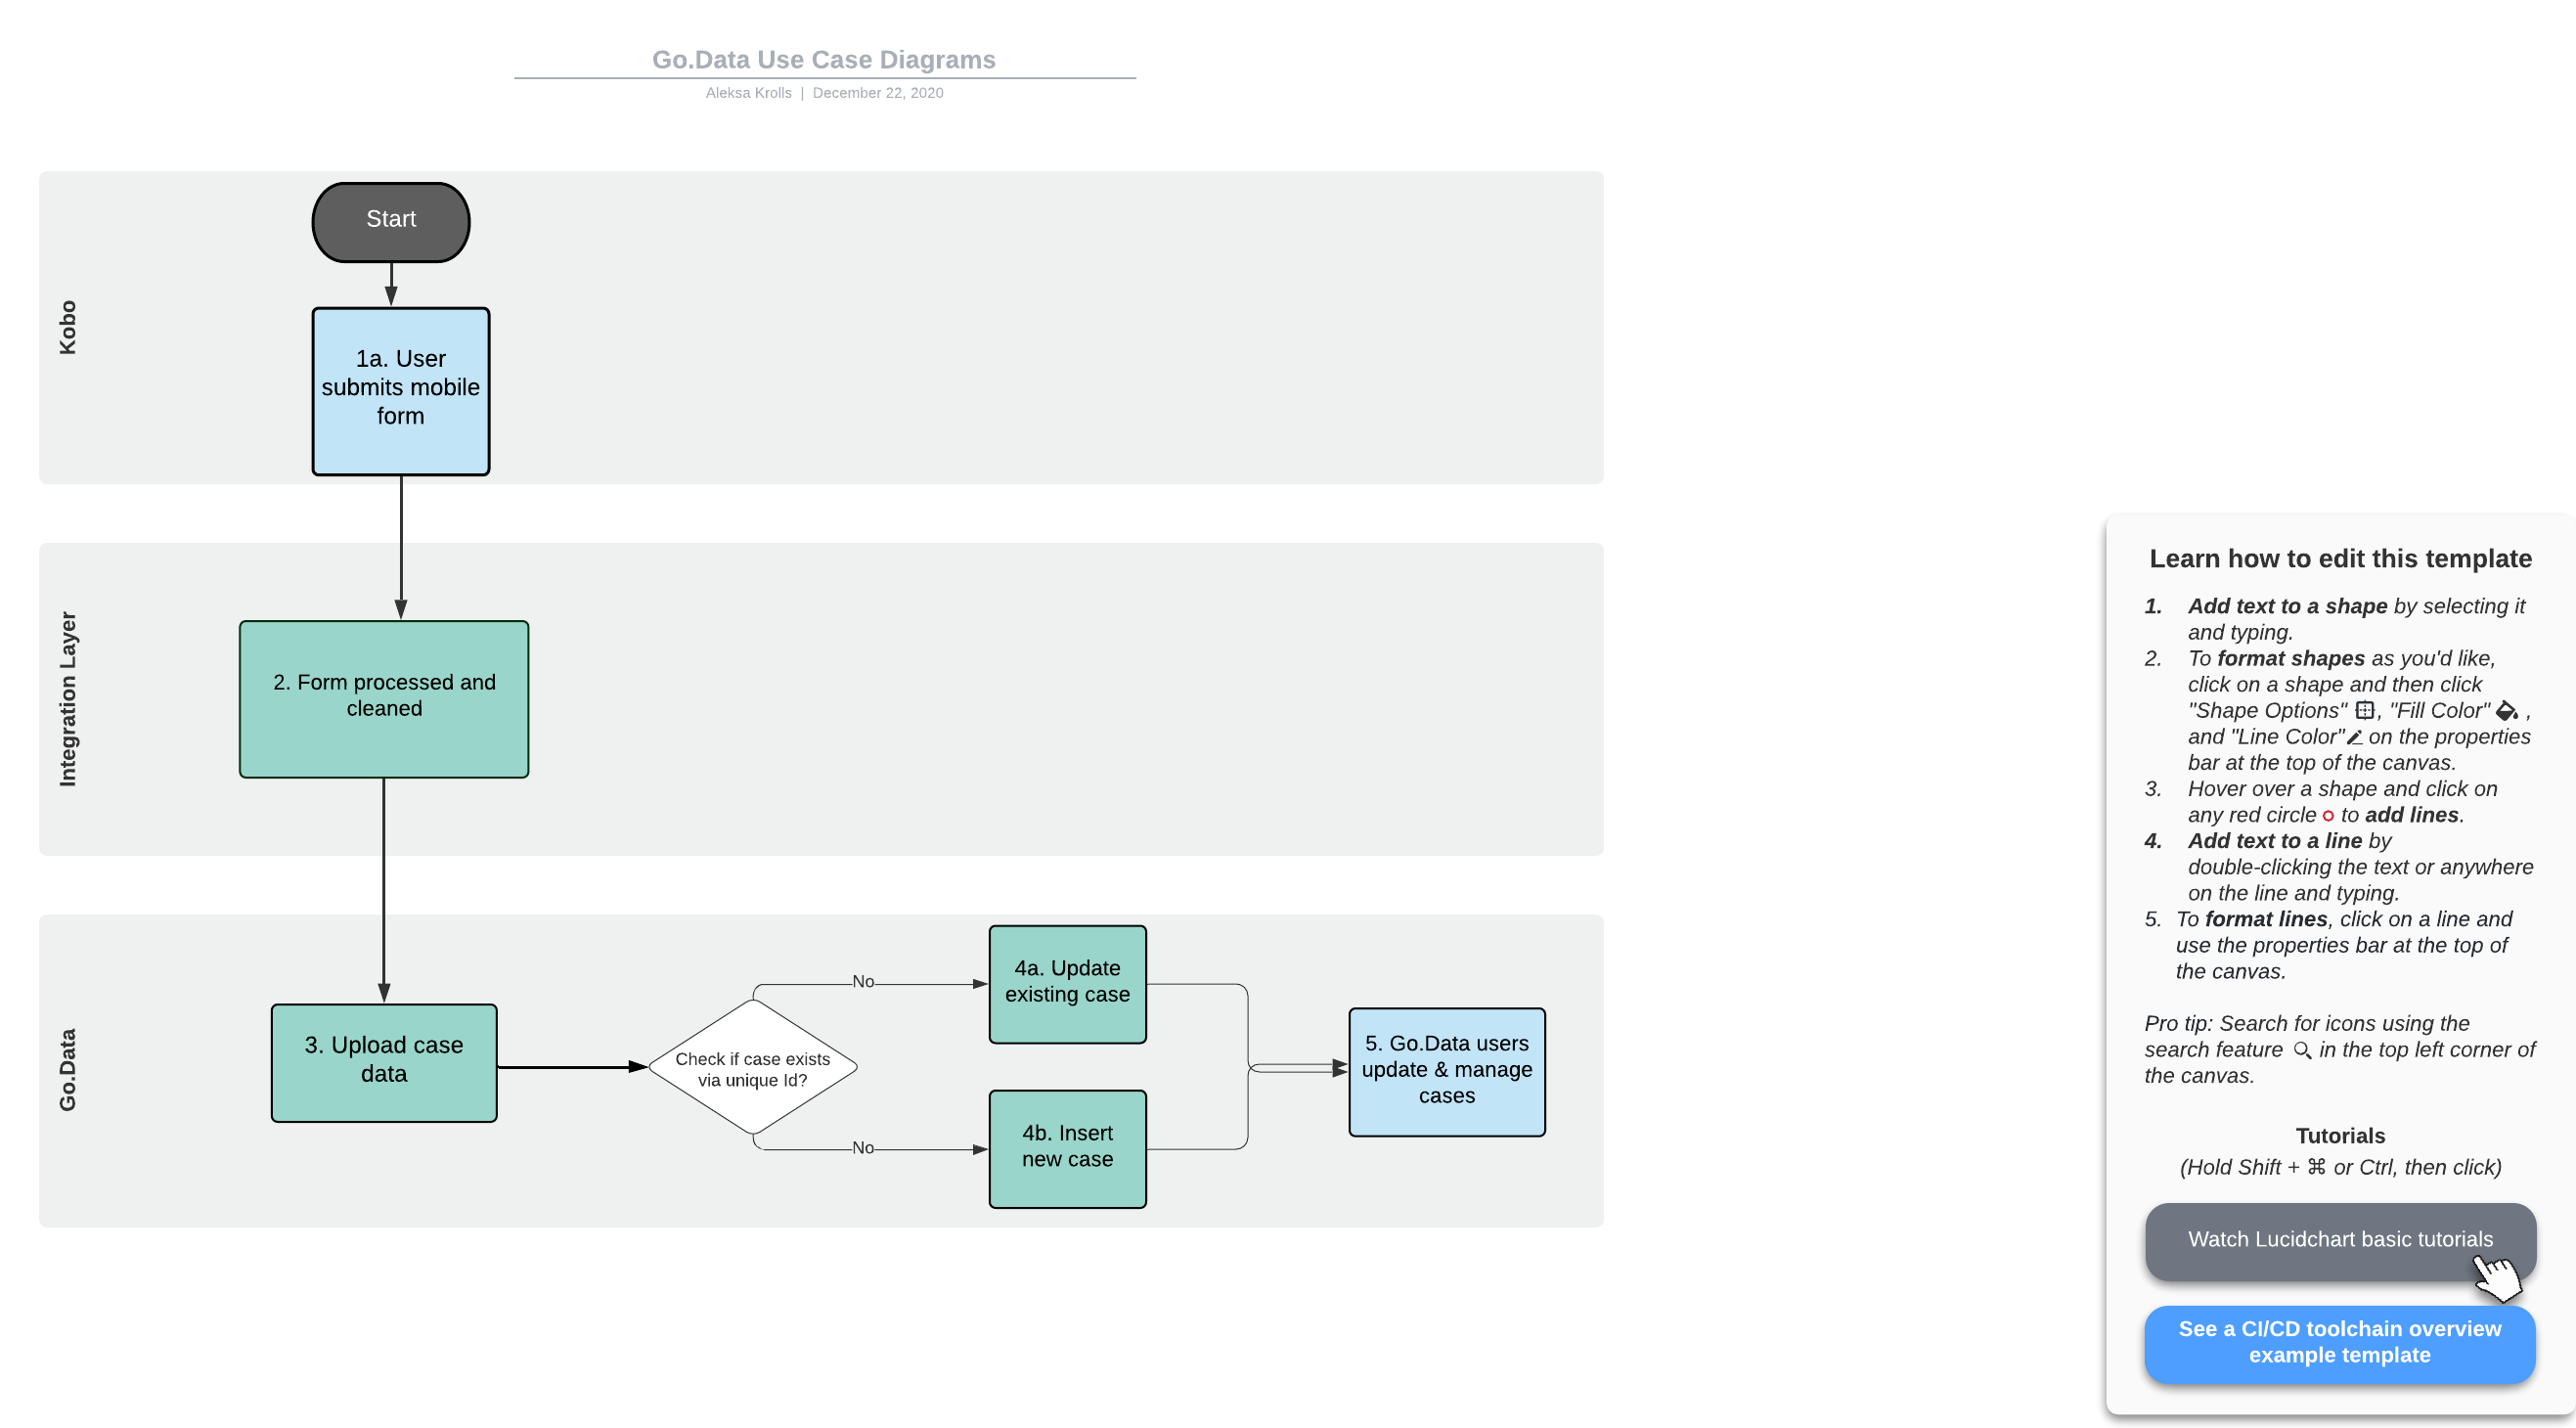 Go.Data Use Case Diagrams
Aleksa Krolls | December 22, 2020
Kobo
Start
1a. User
submits mobile
form
Integration Layer
2. Form processed and
cleaned
Go.Data
3. Upload case
data
Check if case exists
via unique Id?
No
4a. Update
existing case
No
4b. Insert
new case
5. Go.Data users
update & manage
cases
Learn how to edit this template
1. Add text to a shape by selecting it
and typing.
2. To format shapes as you'd like,
click on a shape and then click
"Shape Options" , "Fill Color" ,
and "Line Color" on the properties
bar at the top of the canvas.
3. Hover over a shape and click on
any red circle to add lines.
4. Add text to a line by
double-clicking the text or anywhere
on the line and typing.
5. To format lines, click on a line and
use the properties bar at the top of
the canvas.
Pro tip: Search for icons using the
search feature in the top left corner of
the canvas.
Tutorials
(Hold Shift + ⌘ or Ctrl, then click)
Watch Lucidchart basic tutorials
See a CI/CD toolchain overview
example template